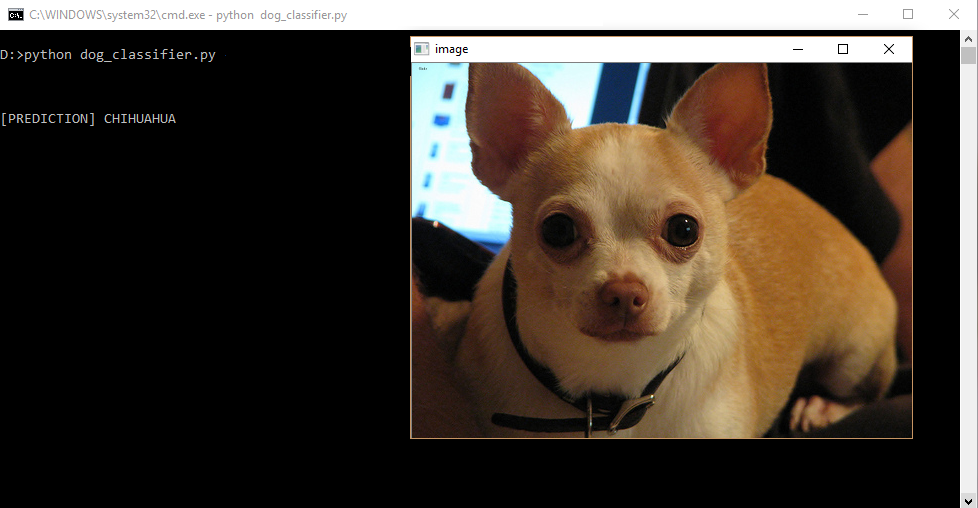 C:\WINDOWS\system32\cmd.exe - python  dog_classifier.py
D:>python dog_classifier.py
[PREDICTION] CHIHUAHUA
image